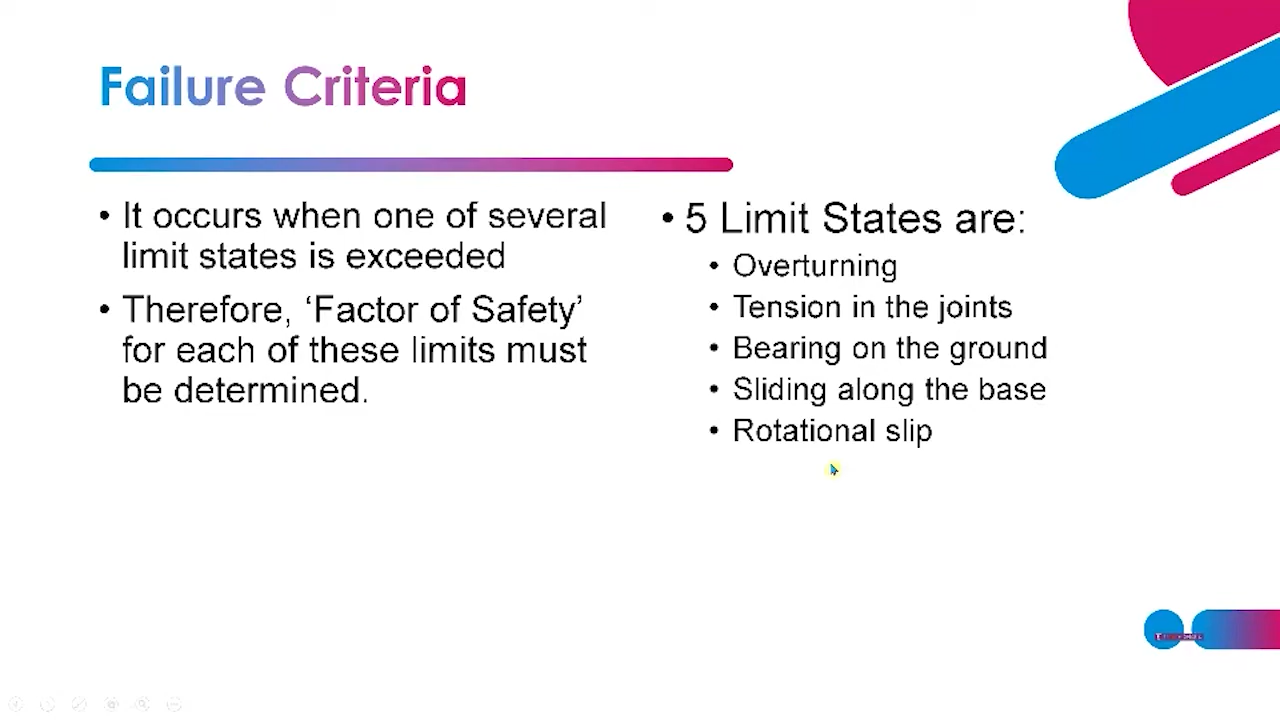 Failure Criteria
• It occurs when one of several
limit states is exceeded
• Therefore, ‘Factor of Safety’
for each of these limits must
be determined.
• 5 Limit States are:
• Overturning
• Tension in the joints
• Bearing on the ground
• Sliding along the base
• Rotational slip